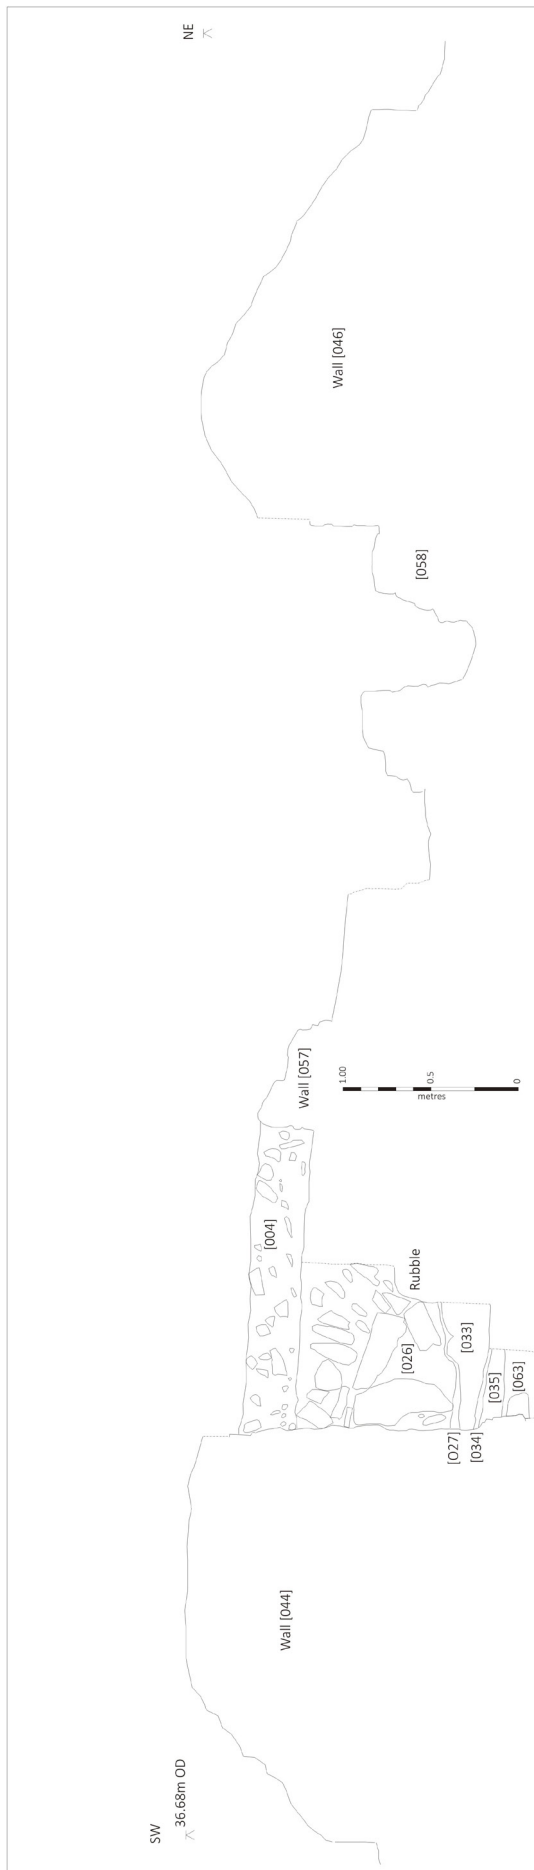 SW
36.68m OD
NE
Wall [044]
[004]
Wall [057]
Wall [046]
[058]
Rubble
[026]
[O27]
[034]
[033]
[035]
[063]
0
0.5
1.00
metres